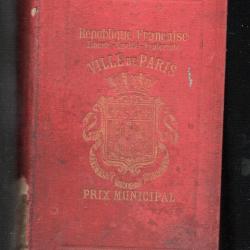 République Française
Liberté - Egalité - Fraternité
VILLE DE PARIS
PRIX MUNICIPAL